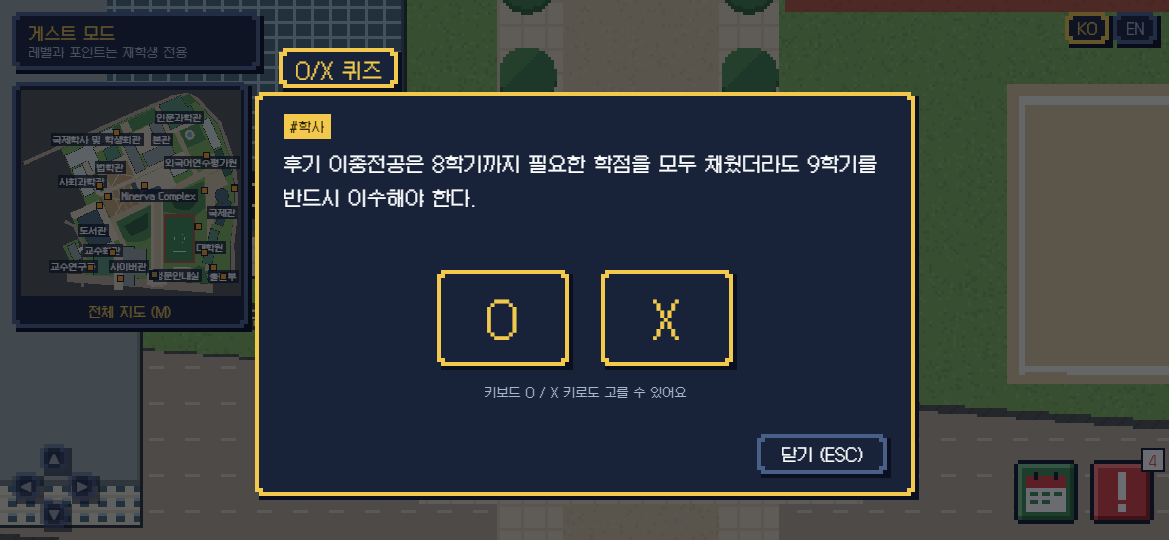 게스트 모드
레벨과 포인트는 재학생 전용
KO
EN
O/X 퀴즈
#학사
후기 이중전공은 8학기까지 필요한 학점을 모두 채웠더라도 9학기를
반드시 이수해야 한다.
O
X
키보드 O / X 키로도 고를 수 있어요
닫기 (ESC)
인문과학관
국제학사 및 학생회관
본관
외국어연수평가원
법학관
사회과학관
Minerva Complex
국제관
도서관
대학원
교수회관
교수연구동
사이버관
정문안내실
전체 지도 (M)
4